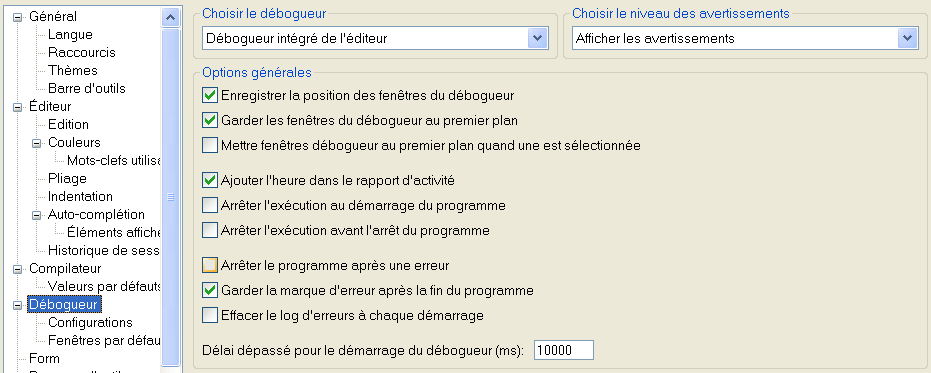 Général
Langue
Raccourcis
Thèmes
Barre d'outils
Éditeur
Edition
Couleurs
Mots-clefs utilisa
Pliage
Indentation
Auto-complétion
Éléments affiche
Historique de sess
Compilateur
Valeurs par défauts
Débogueur
Configurations
Fenêtres par défau
Form
Choisir le débogueur
Débogueur intégré de l'éditeur
Choisir le niveau des avertissements
Afficher les avertissements
Options générales
Enregistrer la position des fenêtres du débogueur
Garder les fenêtres du débogueur au premier plan
Mettre fenêtres débogueur au premier plan quand une est sélectionnée
Ajouter l'heure dans le rapport d'activité
Arrêter l'exécution au démarrage du programme
Arrêter l'exécution avant l'arrêt du programme
Arrêter le programme après une erreur
Garder la marque d'erreur après la fin du programme
Effacer le log d'erreurs à chaque démarrage
Délai dépassé pour le démarrage du débogueur (ms): 10000